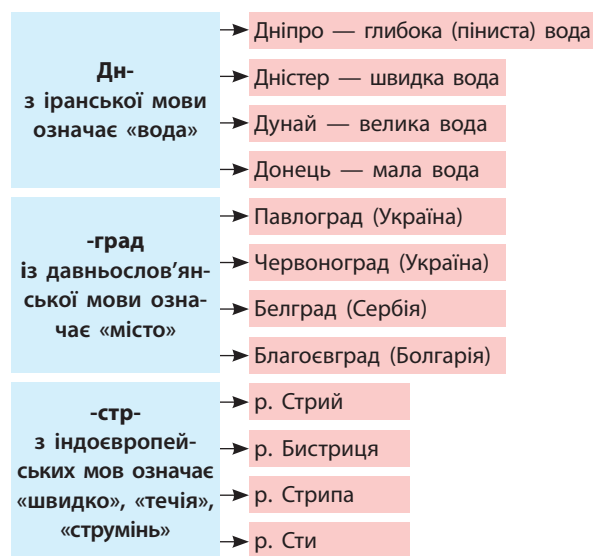 Дн-
з іранської мови
означає «вода»
Дніпро — глибока (піниста) вода
Дністер — швидка вода
Дунай — велика вода
Донець — мала вода
-град
із давньослов’ян-
ської мови озна-
чає «місто»
Павлоград (Україна)
Червоноград (Україна)
Белград (Сербія)
Благоєвград (Болгарія)
-стр-
з індоєвропей-
ських мов означає
«швидко», «течія»,
«струмінь»
р. Стрий
р. Бистриця
р. Стрипа
р. Сти